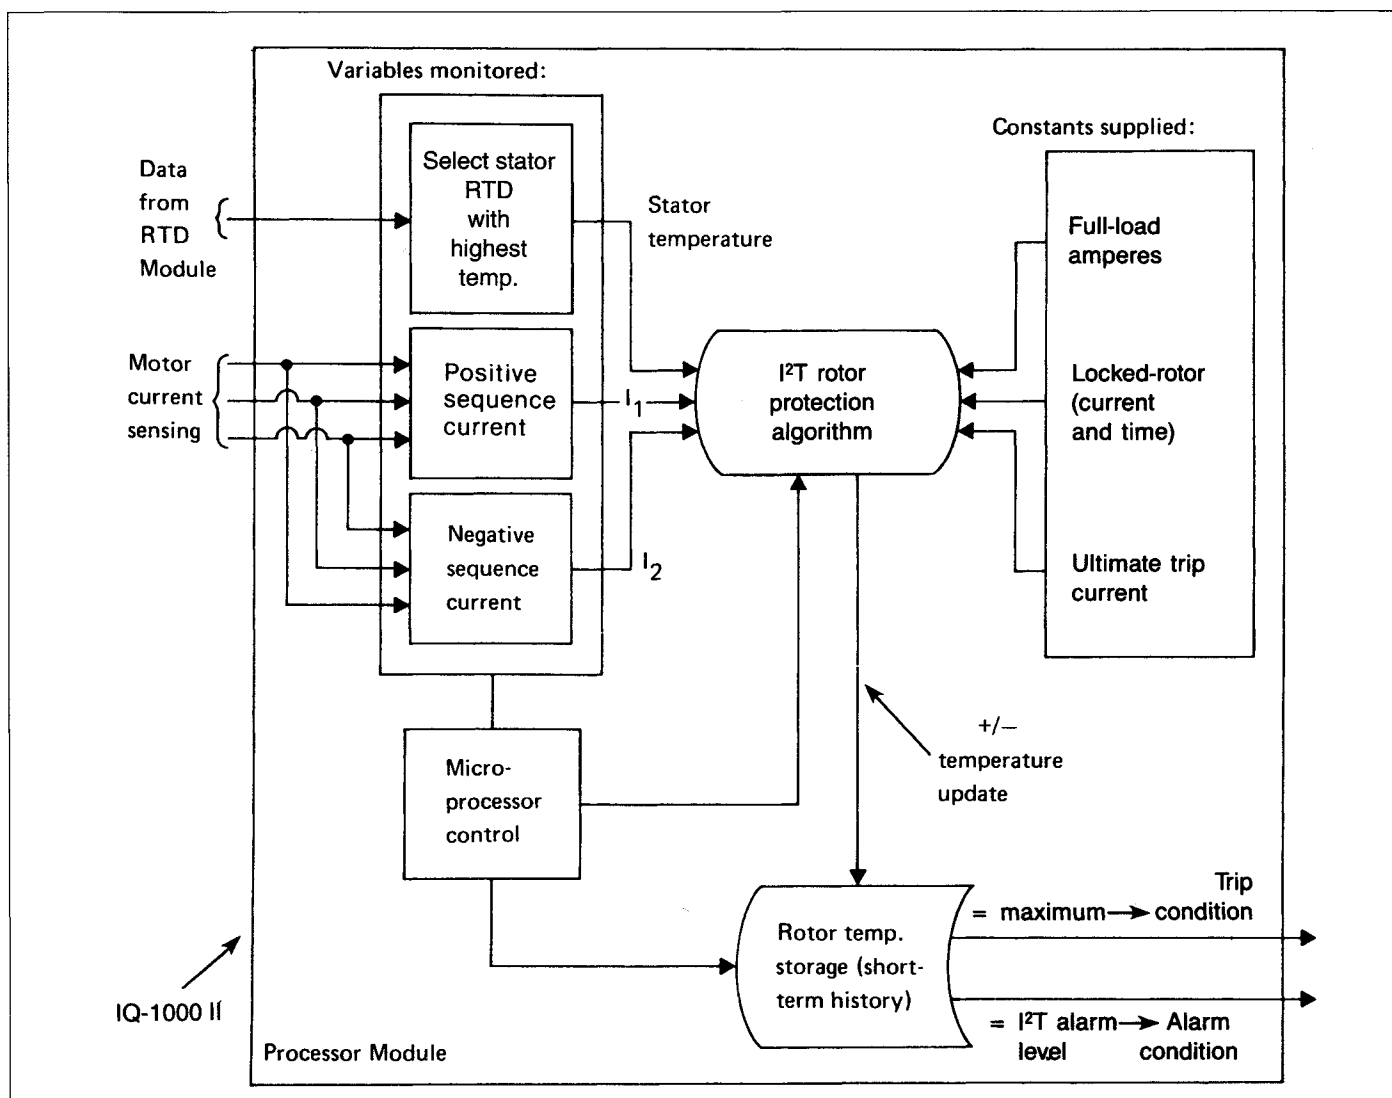 Variables monitored:
Constants supplied:
Data
from
RTD
Module
Select stator
RTD
with
highest
temp.
Stator
temperature
Full-load
amperes
Motor
current
sensing
Positive
sequence
current
I1
I²T rotor
protection
algorithm
Locked-rotor
(current
and time)
Negative
sequence
current
I2
Ultimate trip
current
+/−
temperature
update
Micro-
processor
control
Rotor temp.
storage (short-
term history)
Trip
= maximum → condition
= I²T alarm → Alarm
level condition
IQ-1000 II
Processor Module